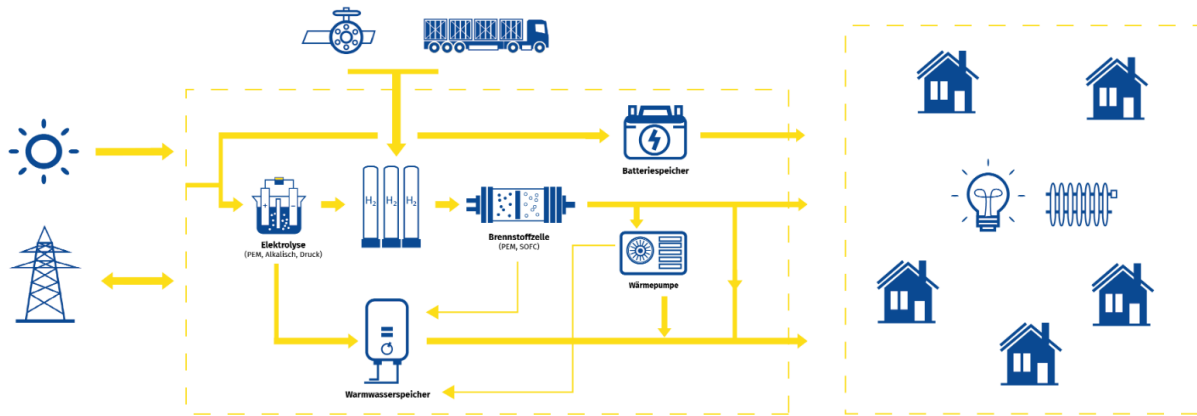 Batteriespeicher
H2 H2 H2
+ -
Elektrolyse
(PEM, Alkalisch, Druck)
Brennstoffzelle
(PEM, SOFC)
Wärmepumpe
Warmwasserspeicher